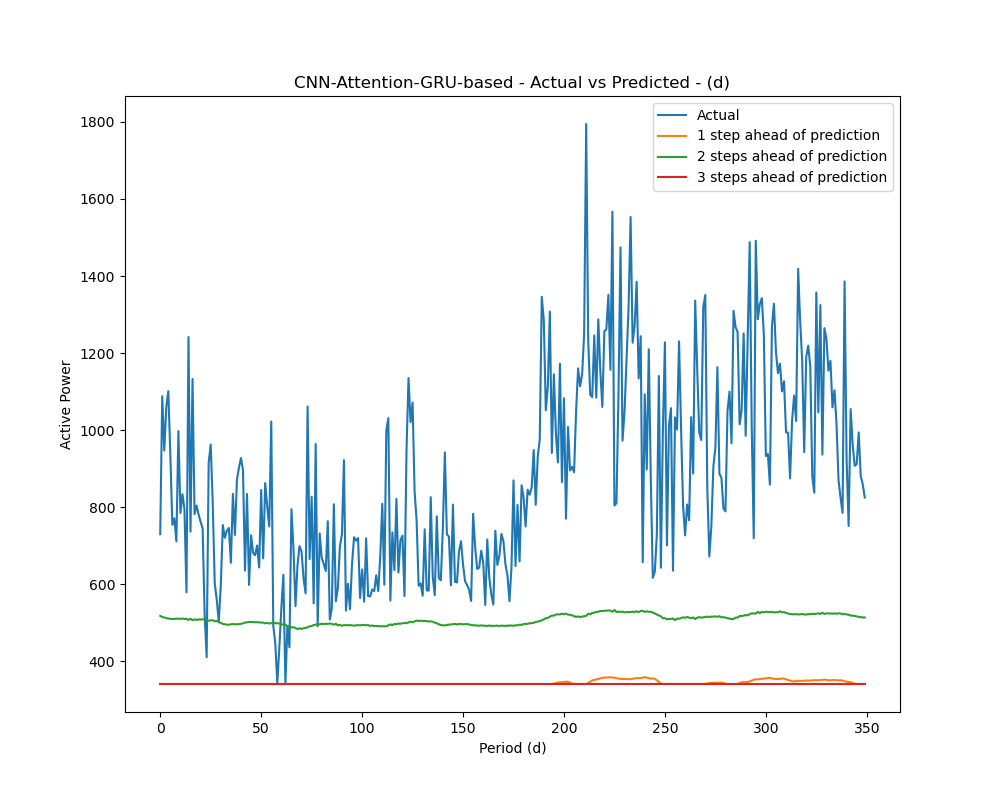 CNN-Attention-GRU-based - Actual vs Predicted - (d)
Actual
1 step ahead of prediction
2 steps ahead of prediction
3 steps ahead of prediction
1800
1600
1400
1200
1000
800
600
400
Active Power
0 50 100 150 200 250 300 350
Period (d)